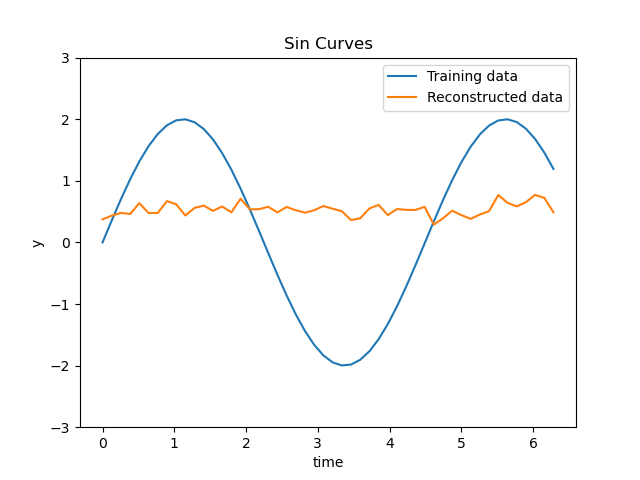 Sin Curves
Training data
Reconstructed data
3
2
1
0
−1
−2
−3
y
0 1 2 3 4 5 6
time